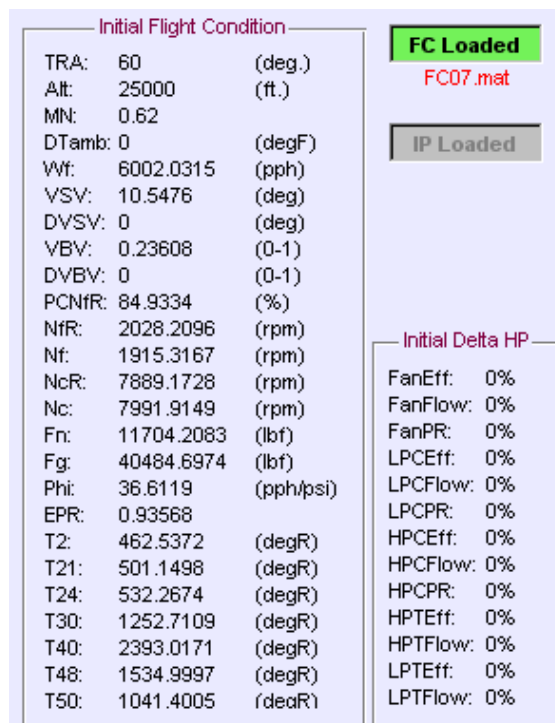 Initial Flight Condition
TRA: 60 (deg.)
Alt: 25000 (ft.)
MN: 0.62
DTamb: 0 (degF)
Wf: 6002.0315 (pph)
VSV: 10.5476 (deg)
DVSV: 0 (deg)
VBV: 0.23608 (0-1)
DVBV: 0 (0-1)
PCNfR: 84.9334 (%)
NfR: 2028.2096 (rpm)
Nf: 1915.3167 (rpm)
NcR: 7889.1728 (rpm)
Nc: 7991.9149 (rpm)
Fn: 11704.2083 (lbf)
Fg: 40484.6974 (lbf)
Phi: 36.6119 (pph/psi)
EPR: 0.93568
T2: 462.5372 (degR)
T21: 501.1498 (degR)
T24: 532.2674 (degR)
T30: 1252.7109 (degR)
T40: 2393.0171 (degR)
T48: 1534.9997 (degR)
T50: 1041.4005 (degR)
FC Loaded
FC07.mat
IP Loaded
Initial Delta HP
FanEff: 0%
FanFlow: 0%
FanPR: 0%
LPCEff: 0%
LPCFlow: 0%
LPCPR: 0%
HPCEff: 0%
HPCFlow: 0%
HPCPR: 0%
HPTEff: 0%
HPTFlow: 0%
LPTEff: 0%
LPTFlow: 0%